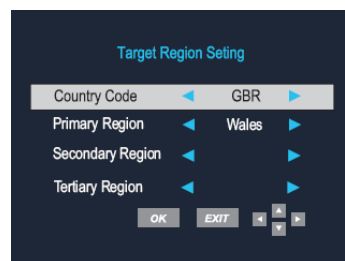 Target Region Seting
Country Code GBR
Primary Region Wales
Secondary Region
Tertiary Region
OK EXIT